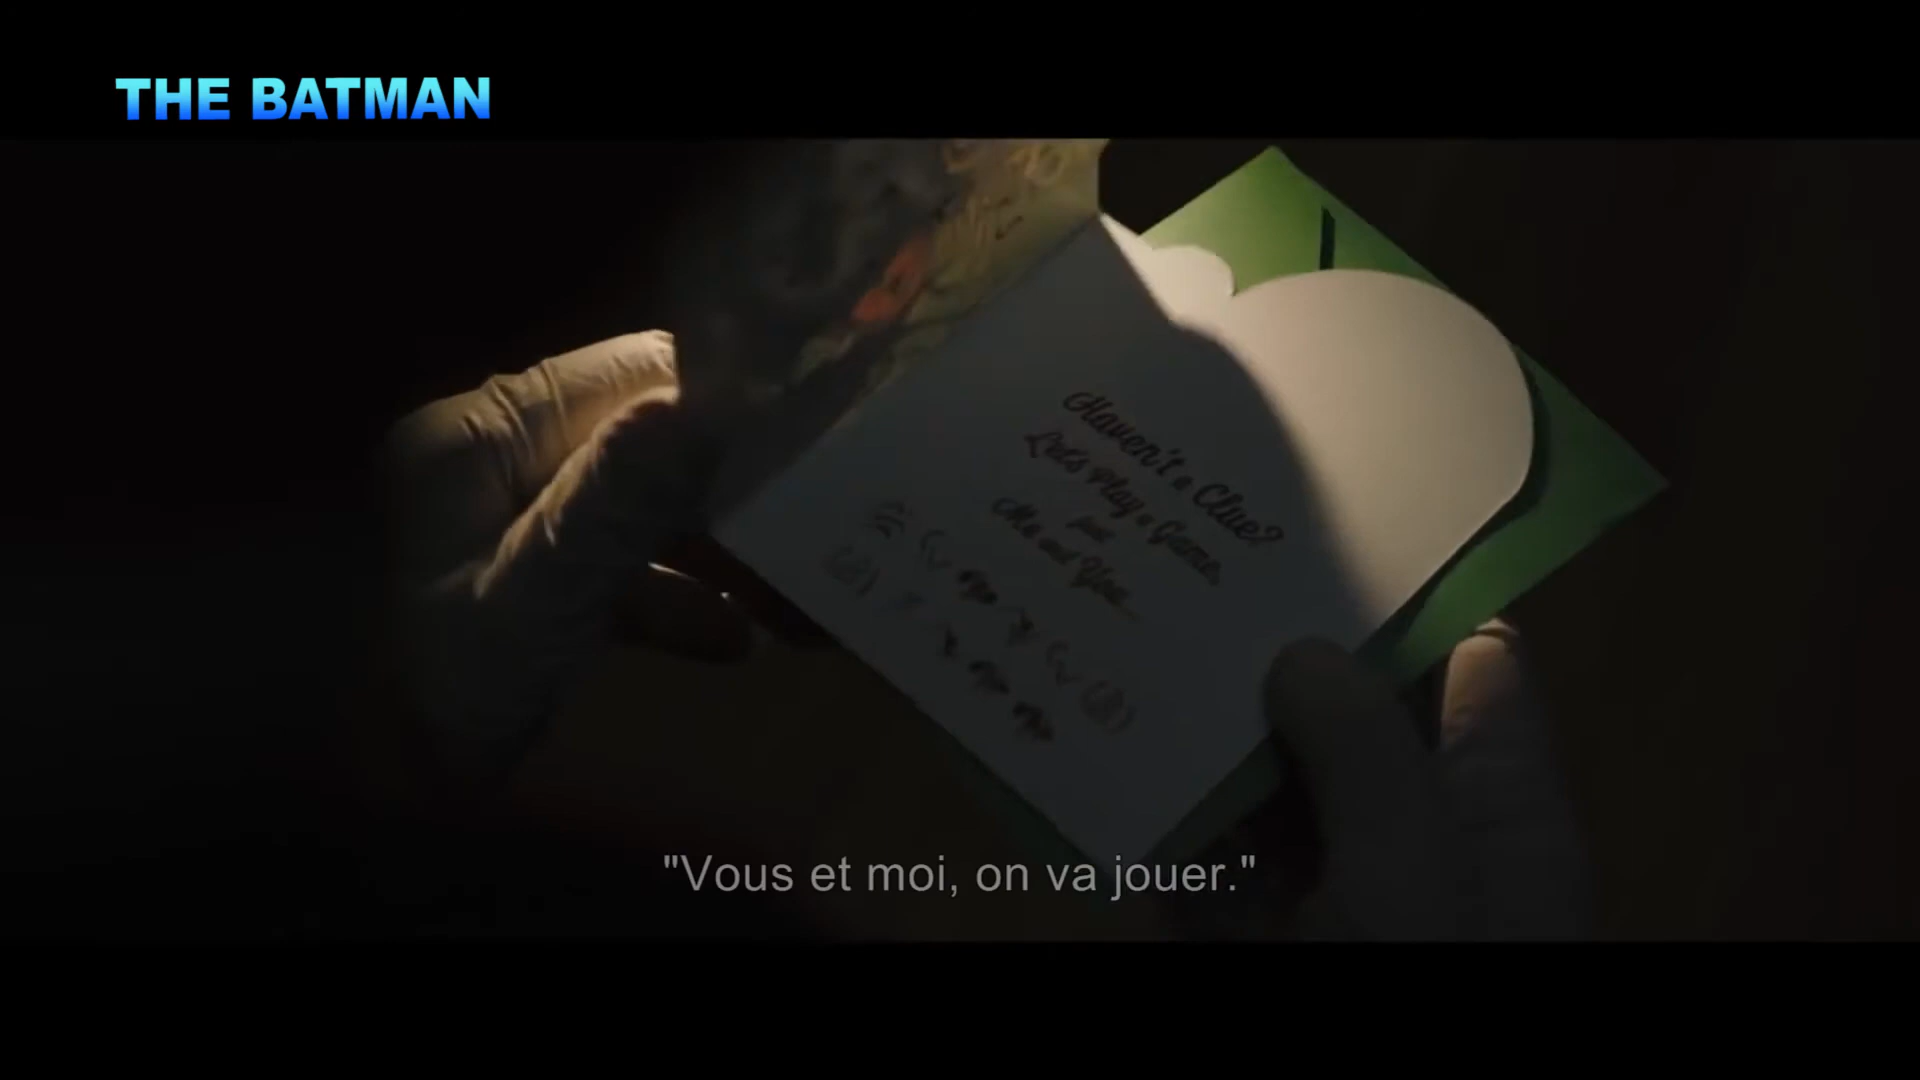 THE BATMAN
Haven't a Clue?
Let's Play a Game,
just
Me and You...
"Vous et moi, on va jouer."